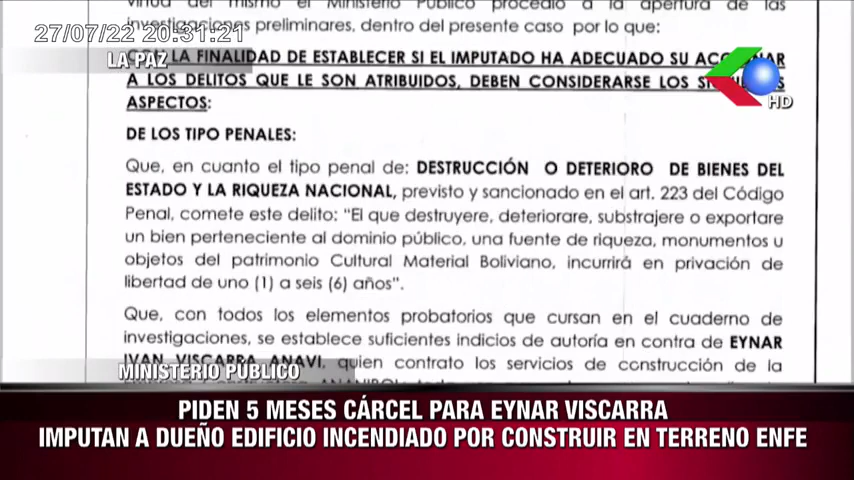 virtud del mismo el Ministerio Público procedió a la apertura de las
investigaciones preliminares, dentro del presente caso por lo que:
27/07/22 20:31:21
LA PAZ
LA FINALIDAD DE ESTABLECER SI EL IMPUTADO HA ADECUADO SU
A LOS DELITOS QUE LE SON ATRIBUIDOS, DEBEN CONSIDERARSE LOS
ASPECTOS:
HD
DE LOS TIPO PENALES:
Que, en cuanto el tipo penal de: DESTRUCCIÓN O DETERIORO DE BIENES DEL
ESTADO Y LA RIQUEZA NACIONAL, previsto y sancionado en el art. 223 del Código
Penal, comete este delito: "El que destruyere, deteriorare, substrajere o exportare
un bien perteneciente al dominio público, una fuente de riqueza, monumentos u
objetos del patrimonio Cultural Material Boliviano, incurrirá en privación de
libertad de uno (1) a seis (6) años".
Que, con todos los elementos probatorios que cursan en el cuaderno de
investigaciones, se establece suficientes indicios de autoría en contra de EYNAR
IVAN VISCARRA ANAVI, quien contrato los servicios de construcción de la
MINISTERIO PÚBLICO
PIDEN 5 MESES CÁRCEL PARA EYNAR VISCARRA
IMPUTAN A DUEÑO EDIFICIO INCENDIADO POR CONSTRUIR EN TERRENO ENFE